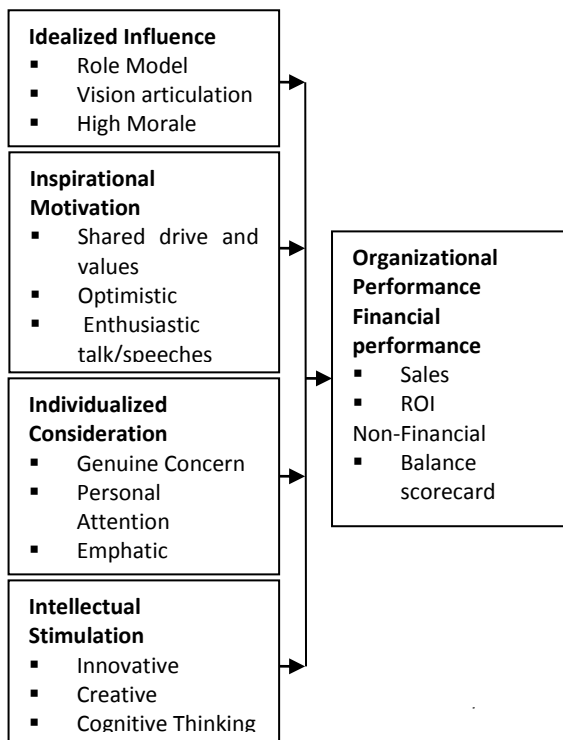 Idealized Influence
▪ Role Model
▪ Vision articulation
▪ High Morale
Inspirational
Motivation
▪ Shared drive and
values
▪ Optimistic
▪ Enthusiastic
talk/speeches
Individualized
Consideration
▪ Genuine Concern
▪ Personal
Attention
▪ Emphatic
Intellectual
Stimulation
▪ Innovative
▪ Creative
▪ Cognitive Thinking
Organizational
Performance
Financial
performance
▪ Sales
▪ ROI
Non-Financial
▪ Balance
scorecard